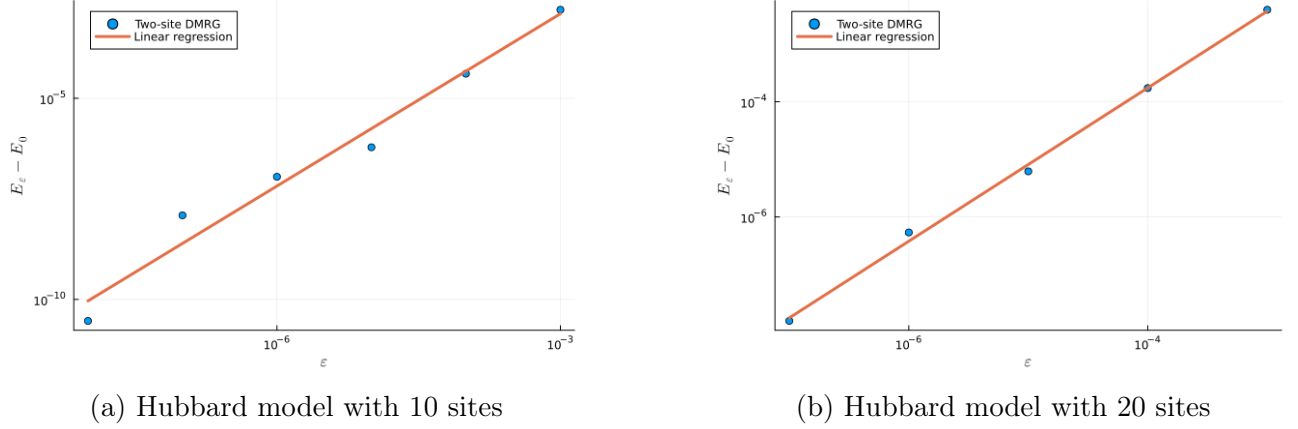 Two-site DMRG
Linear regression
10⁻⁵
10⁻¹⁰
E_ε − E₀
10⁻⁶
10⁻³
ε
(a) Hubbard model with 10 sites
Two-site DMRG
Linear regression
10⁻⁴
10⁻⁶
E_ε − E₀
10⁻⁶
10⁻⁴
ε
(b) Hubbard model with 20 sites